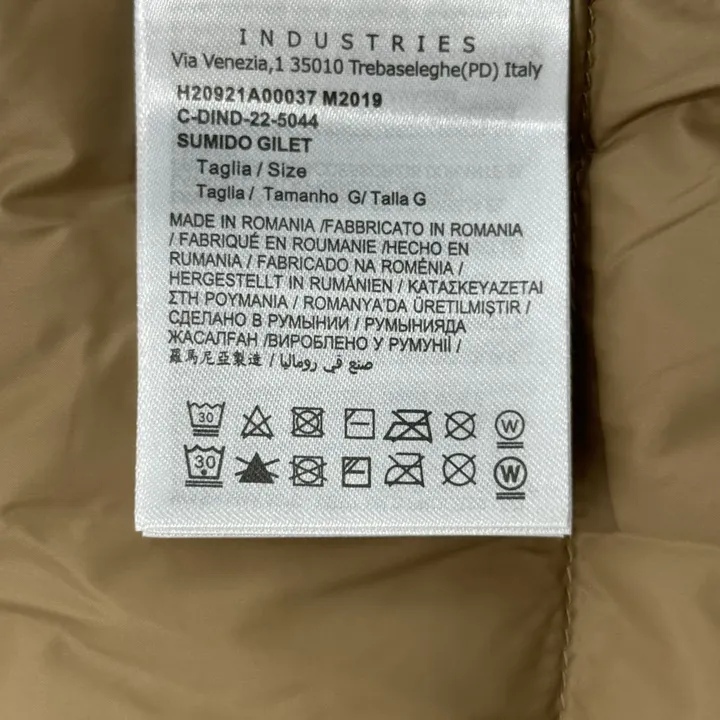 INDUSTRIES
Via Venezia,1 35010 Trebaseleghe(PD) Italy
H20921A00037 M2019
C-DIND-22-5044
SUMIDO GILET
Taglia / Size
Taglia / Tamanho G/ Talla G
MADE IN ROMANIA /FABBRICATO IN ROMANIA
/ FABRIQUÉ EN ROUMANIE /HECHO EN
RUMANIA / FABRICADO NA ROMÉNIA /
HERGESTELLT IN RUMÄNIEN / ΚΑΤΑΣΚΕΥΑΖΕΤΑΙ
ΣΤΗ ΡΟΥΜΑΝΙΑ / ROMANYA'DA ÜRETILMIŞTIR /
СДЕЛАНО В РУМЫНИИ / РУМЫНИЯДА
ЖАСАЛҒАН /ВИРОБЛЕНО У РУМУНІЇ /
羅馬尼亞製造 / صنع في رومانيا
30 W
30 W